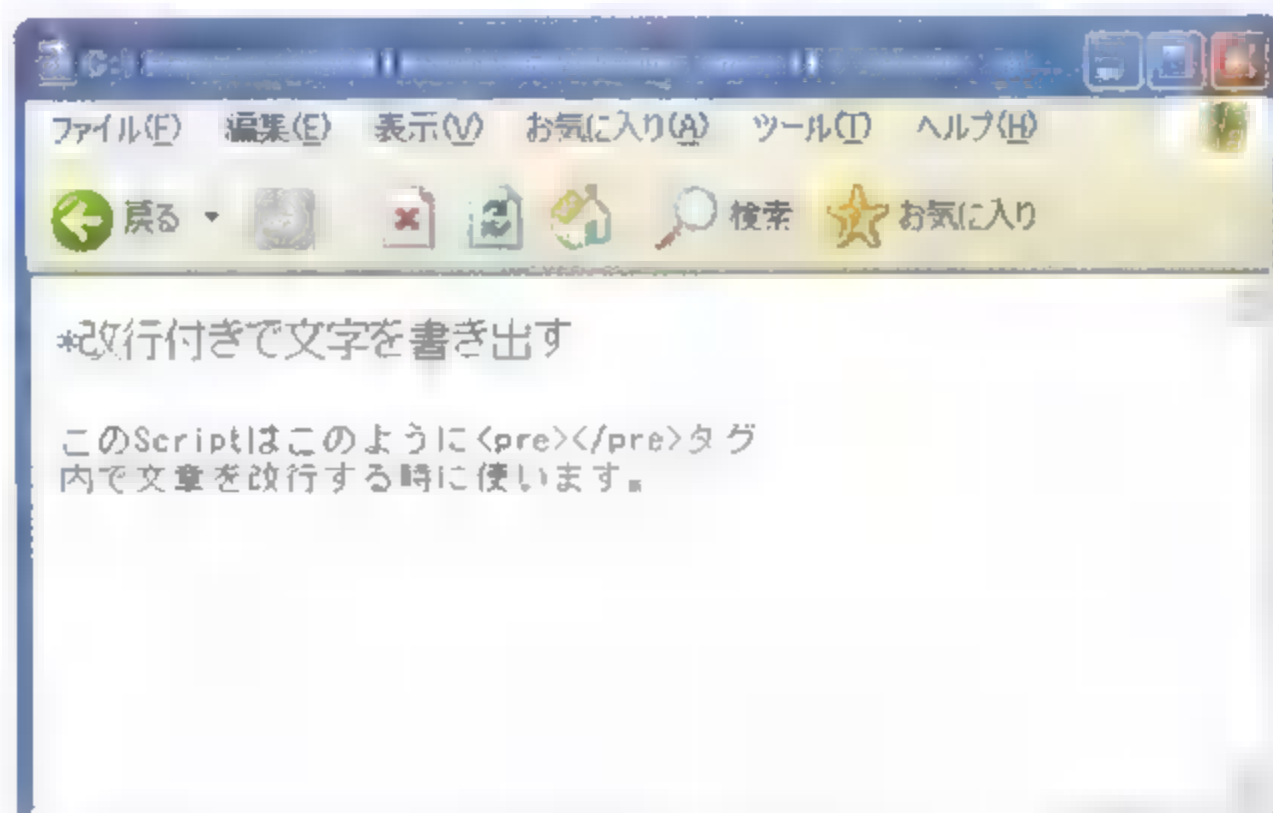 ファイル(F) 編集(E) 表示(V) お気に入り(A) ツール(T) ヘルプ(H)
戻る 検索 お気に入り
*改行付きで文字を書き出す
このScriptはこのように<pre></pre>タグ
内で文章を改行する時に使います。